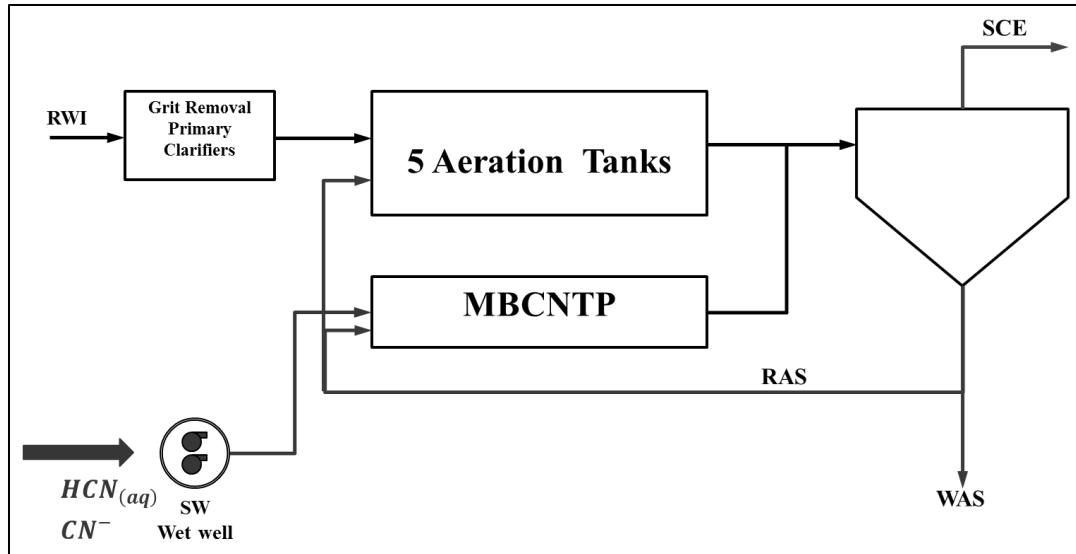 SCE
RWI
Grit Removal
Primary
Clarifiers
5 Aeration Tanks
MBCNTP
RAS
HCN(aq)
CN⁻
SW
Wet well
WAS